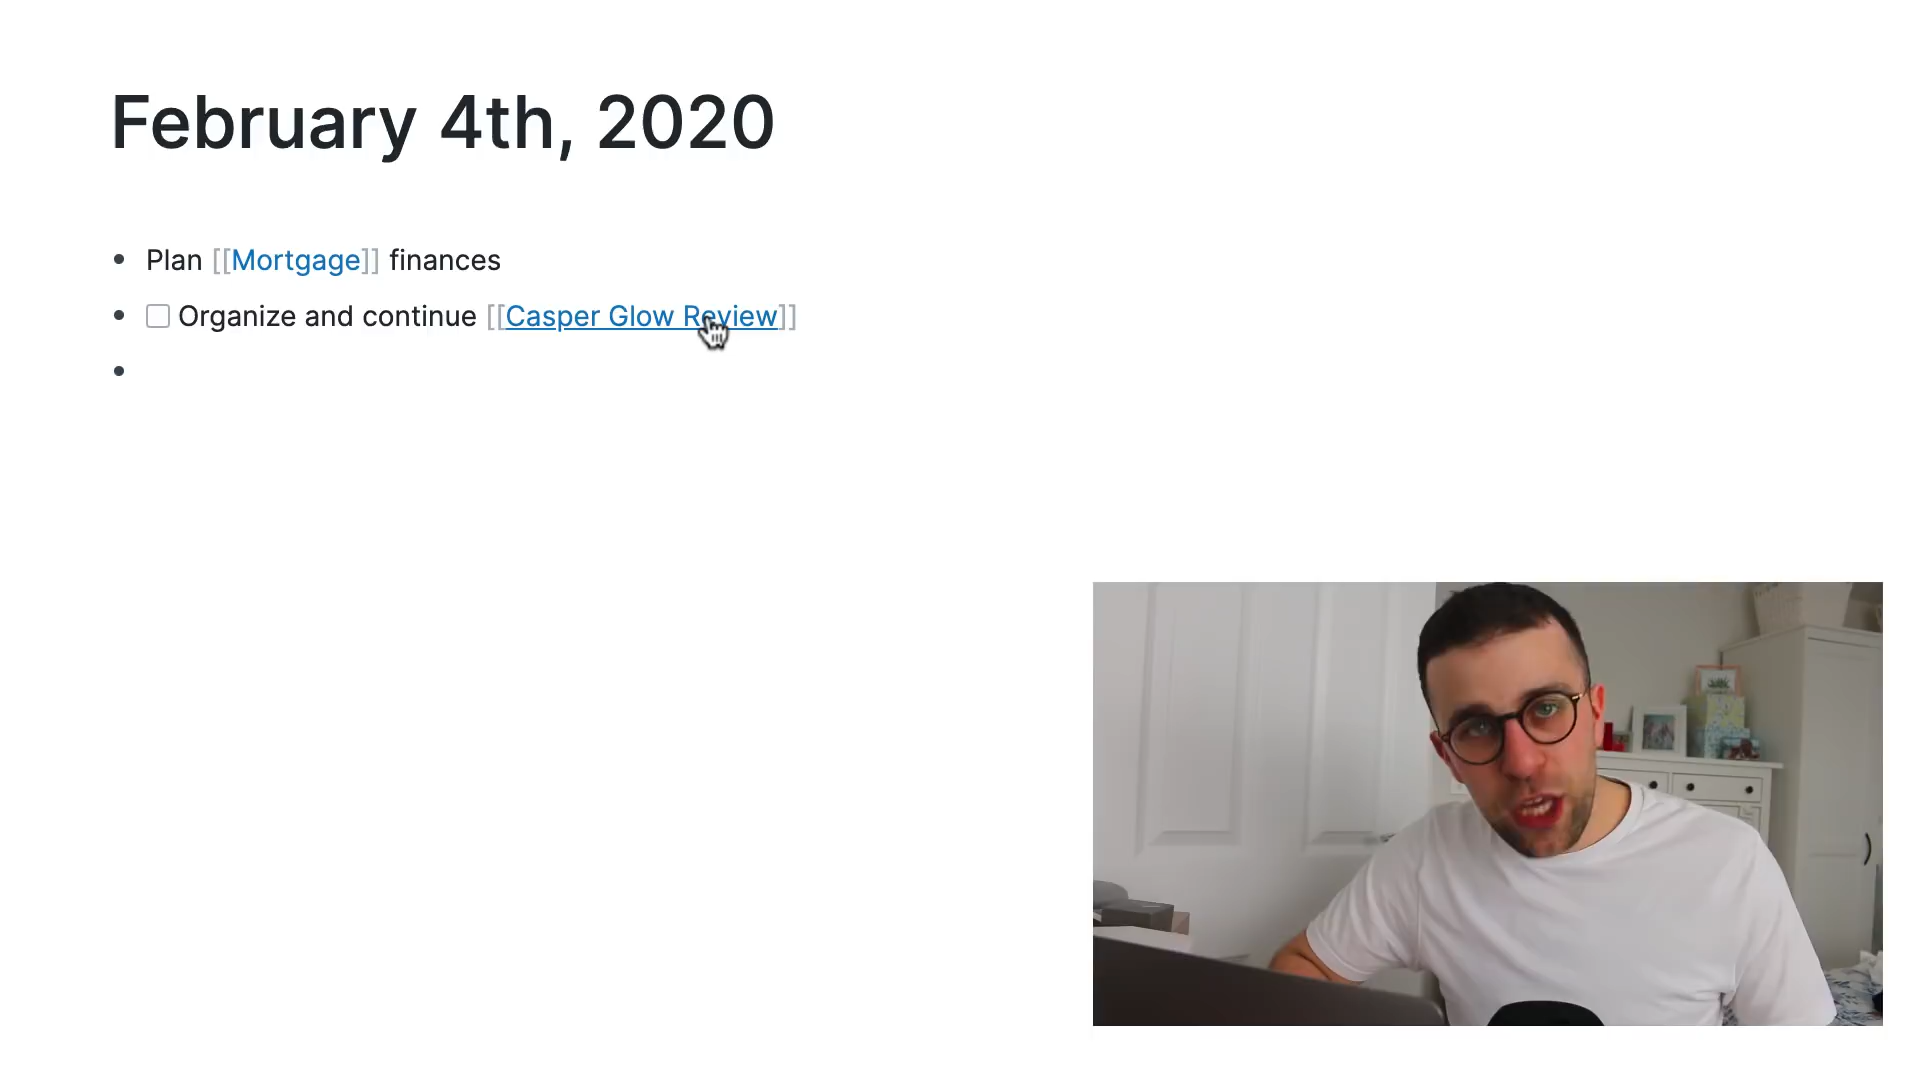 February 4th, 2020
Plan [[Mortgage]] finances
Organize and continue [[Casper Glow Review]]